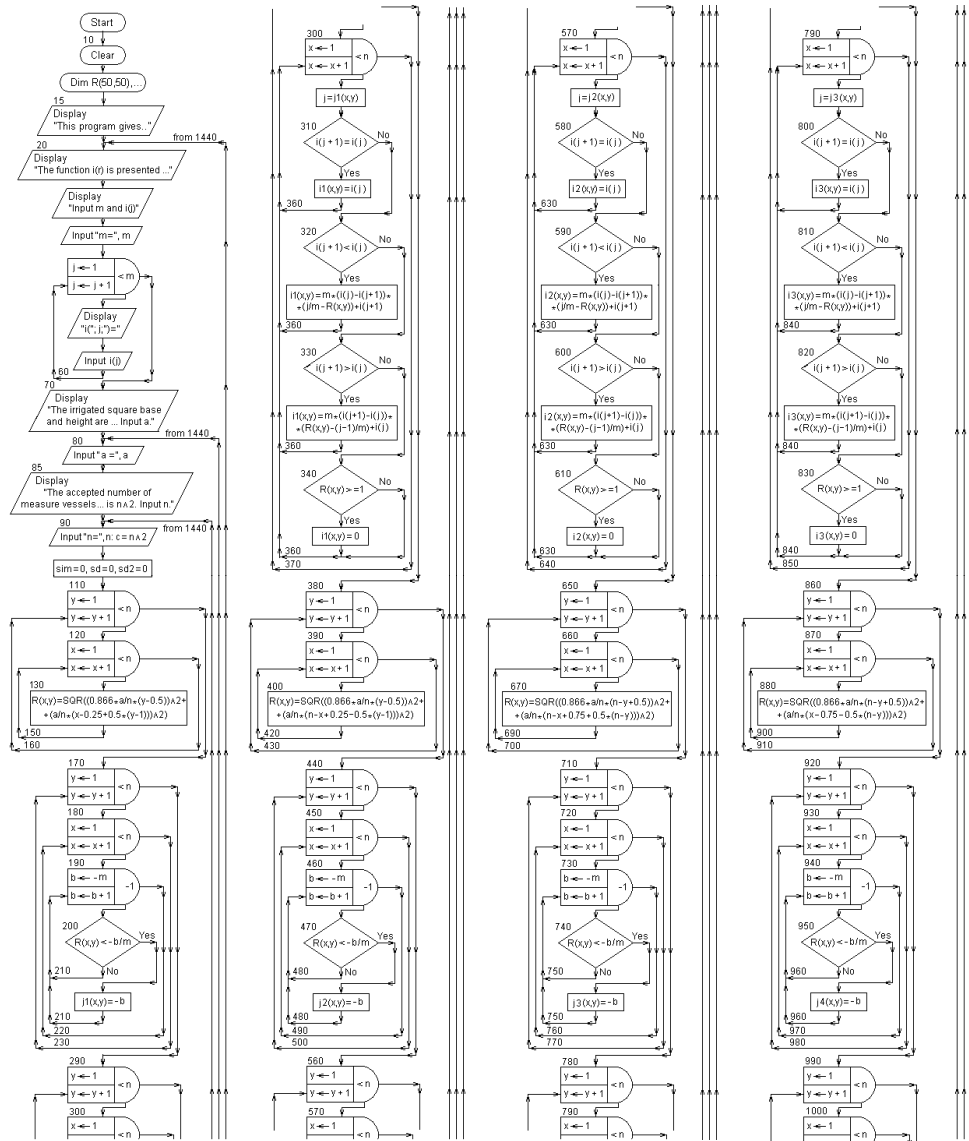 Start
10
Clear
Dim R(50,50),...
15
Display
"This program gives.."
from 1440
20
Display
"The function i(r) is presented ..."
Display
"Input m and i(j)"
Input "m=", m
j ← 1
j ← j + 1
< m
Display
"i("; j;")="
Input i(j)
60
70
Display
"The irrigated square base
and height are ... Input a."
from 1440
80
Input "a =", a
85
Display
"The accepted number of
measure vessels ... is n∧2. Input n."
from 1440
90
Input "n=", n: c = n∧2
sim=0, sd=0, sd2=0
110
y ← 1
y ← y + 1
< n
120
x ← 1
x ← x + 1
< n
130
R(x,y)=SQR((0.866*a/n*(y-0.5))∧2+
+(a/n*(x-0.25+0.5*(y-1)))∧2)
150
160
170
y ← 1
y ← y + 1
< n
180
x ← 1
x ← x + 1
< n
190
b ← -m
b ← b + 1
-1
200
R(x,y)<-b/m
Yes
No
210
j1(x,y)=-b
210
220
230
290
y ← 1
y ← y + 1
< n
300
x ← 1
< n
300
x ← 1
x ← x + 1
< n
j=j1(x,y)
310
i(j + 1)= i( j)
No
Yes
i1(x,y)= i( j)
360
320
i(j + 1)< i( j)
No
Yes
i1(x,y)=m*(i(j)-i(j+1))*
*(j/m-R(x,y))+i(j+1)
360
330
i(j + 1)> i( j)
No
Yes
i1(x,y)=m*(i(j+1)-i(j))*
*(R(x,y)-(j-1)/m)+i(j)
360
340
R(x,y)>=1
No
Yes
i1(x,y)= 0
360
370
380
y ← 1
y ← y + 1
< n
390
x ← 1
x ← x + 1
< n
400
R(x,y)=SQR((0.866*a/n*(y-0.5))∧2+
+(a/n*(n-x+0.25-0.5*(y-1)))∧2)
420
430
440
y ← 1
y ← y + 1
< n
450
x ← 1
x ← x + 1
< n
460
b ← -m
b ← b + 1
-1
470
R(x,y)<-b/m
Yes
No
480
j2(x,y)=-b
480
490
500
560
y ← 1
y ← y + 1
< n
570
x ← 1
< n
570
x ← 1
x ← x + 1
< n
j=j2(x,y)
580
i(j + 1)= i( j)
No
Yes
i2(x,y)= i( j)
630
590
i(j + 1)< i( j)
No
Yes
i2(x,y)=m*(i(j)-i(j+1))*
*(j/m-R(x,y))+i(j+1)
630
600
i(j + 1)> i( j)
No
Yes
i2(x,y)=m*(i(j+1)-i(j))*
*(R(x,y)-(j-1)/m)+i(j)
630
610
R(x,y)>=1
No
Yes
i2(x,y)= 0
630
640
650
y ← 1
y ← y + 1
< n
660
x ← 1
x ← x + 1
< n
670
R(x,y)=SQR((0.866*a/n*(n-y+0.5))∧2+
+(a/n*(n-x+0.75+0.5*(n-y)))∧2)
690
700
710
y ← 1
y ← y + 1
< n
720
x ← 1
x ← x + 1
< n
730
b ← -m
b ← b + 1
-1
740
R(x,y)<-b/m
Yes
No
750
j3(x,y)=-b
750
760
770
780
y ← 1
y ← y + 1
< n
790
x ← 1
< n
790
x ← 1
x ← x + 1
< n
j=j3(x,y)
800
i(j + 1)= i( j)
No
Yes
i3(x,y)= i( j)
810
i(j + 1)< i( j)
No
Yes
i3(x,y)=m*(i(j)-i(j+1))*
*(j/m-R(x,y))+i(j+1)
840
820
i(j + 1)> i( j)
No
Yes
i3(x,y)=m*(i(j+1)-i(j))*
*(R(x,y)-(j-1)/m)+i(j)
840
830
R(x,y)>=1
No
Yes
i3(x,y)= 0
840
850
860
y ← 1
y ← y + 1
< n
870
x ← 1
x ← x + 1
< n
880
R(x,y)=SQR((0.866*a/n*(n-y+0.5))∧2+
+(a/n*(x-0.75-0.5*(n-y)))∧2)
900
910
920
y ← 1
y ← y + 1
< n
930
x ← 1
x ← x + 1
< n
940
b ← -m
b ← b + 1
-1
950
R(x,y)<-b/m
Yes
No
960
j4(x,y)=-b
960
970
980
990
y ← 1
y ← y + 1
< n
1000
x ← 1
< n